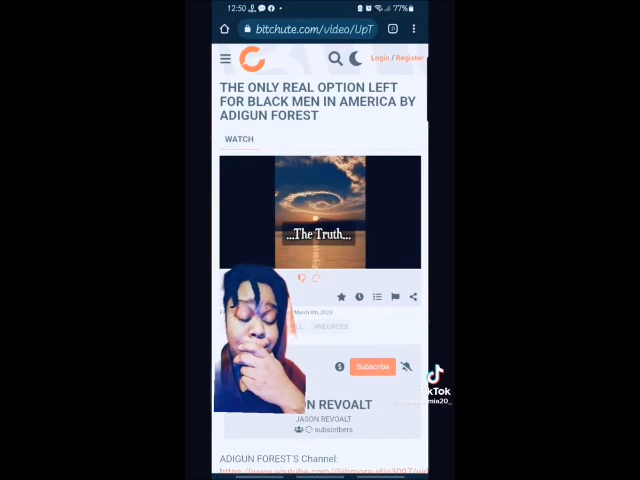 12:50
77%
bitchute.com/video/UpT
Login / Register
THE ONLY REAL OPTION LEFT
FOR BLACK MEN IN AMERICA BY
ADIGUN FOREST
WATCH
...The Truth...
March 8th, 2023
#NEGROES
JASON REVOALT
subscribers
Subscribe
TikTok
ADIGUN FOREST'S Channel: